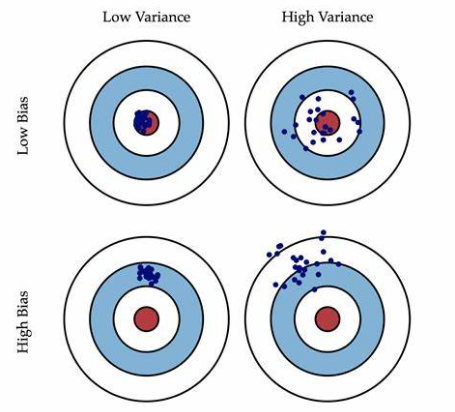 Low Variance
High Variance
Low Bias
High Bias